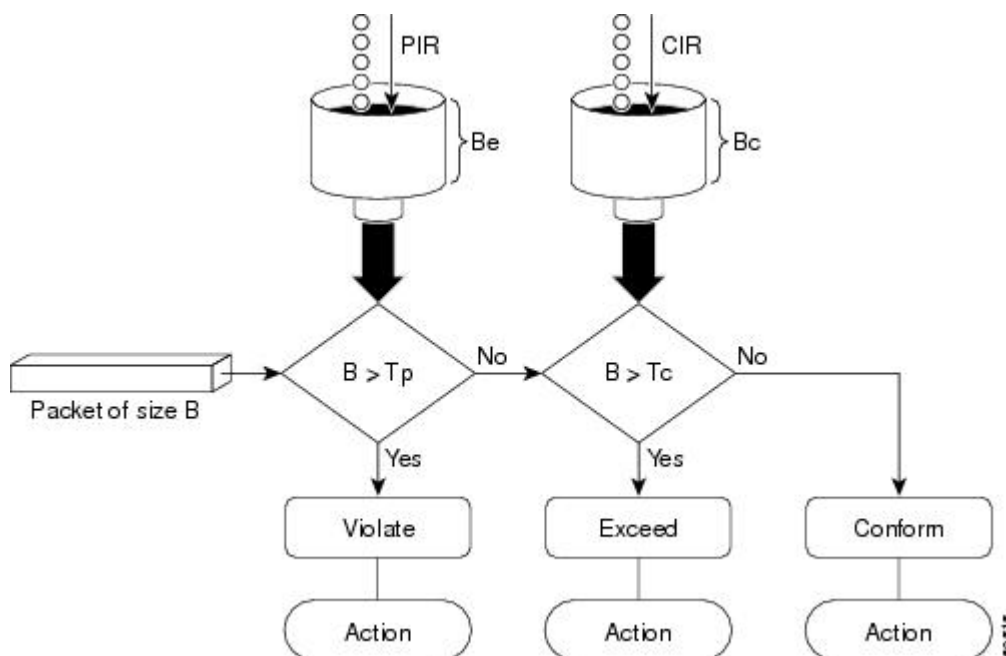 PIR
CIR
Be
Bc
B > Tp
No
B > Tc
No
Packet of size B
Yes
Yes
Violate
Exceed
Conform
Action
Action
Action